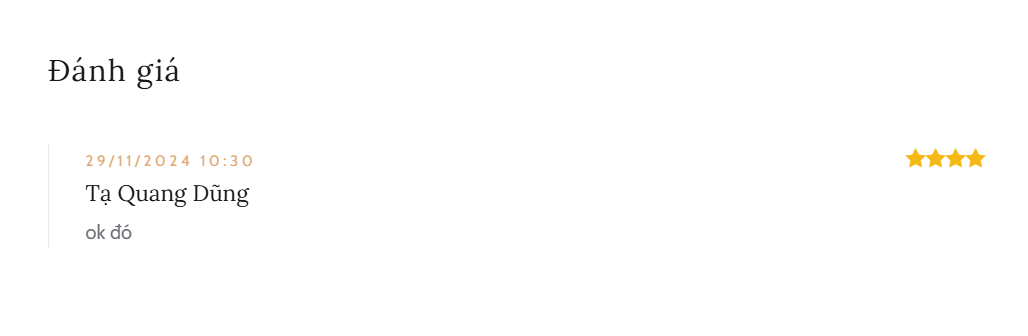 Đánh giá
29/11/2024 10:30
Tạ Quang Dũng
ok đó